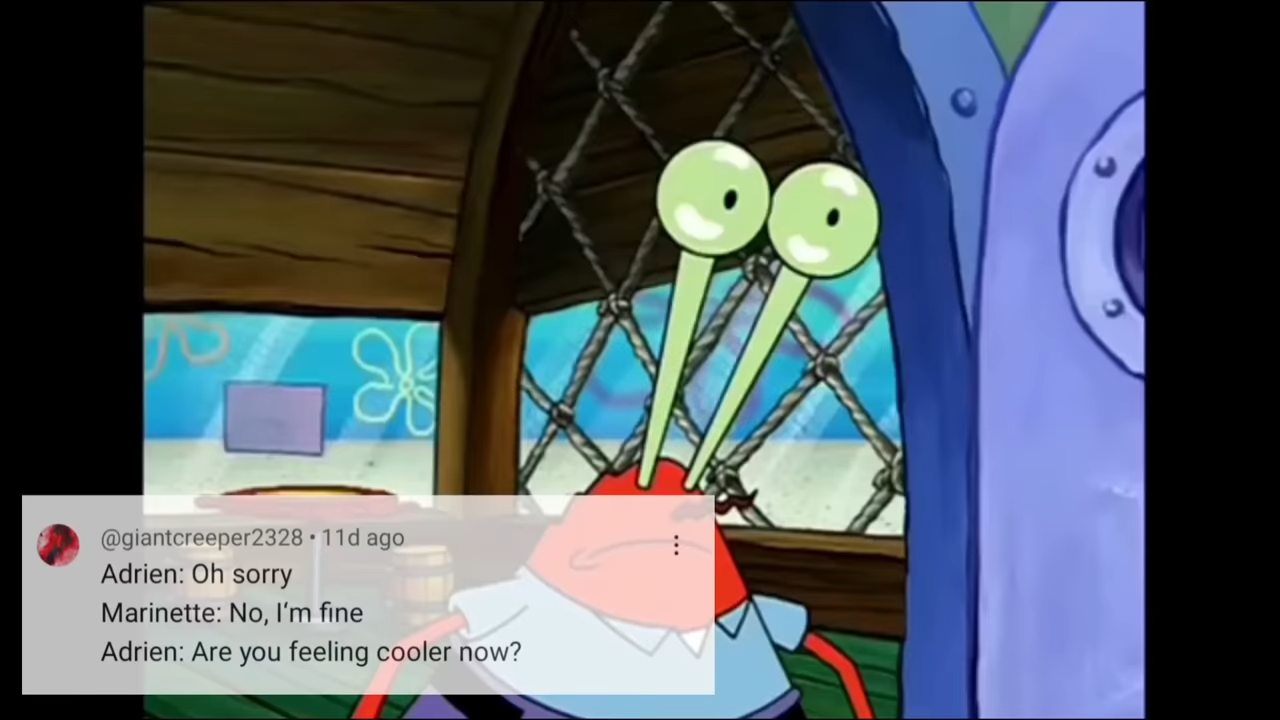 @giantcreeper2328 • 11d ago
Adrien: Oh sorry
Marinette: No, I‘m fine
Adrien: Are you feeling cooler now?